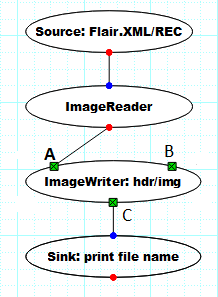 Source: Flair.XML/REC
ImageReader
A
B
ImageWriter: hdr/img
C
Sink: print file name